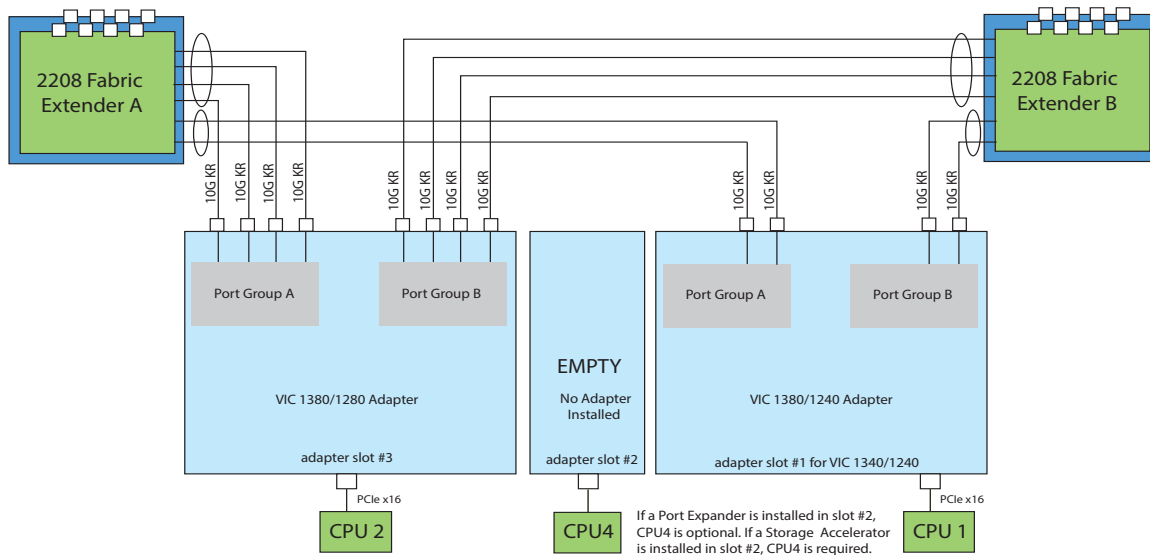 2208 Fabric
Extender A
2208 Fabric
Extender B
10G KR
10G KR
10G KR
10G KR
10G KR
10G KR
10G KR
10G KR
10G KR
10G KR
10G KR
10G KR
Port Group A
Port Group B
Port Group A
Port Group B
EMPTY
No Adapter
Installed
VIC 1380/1280 Adapter
VIC 1380/1240 Adapter
adapter slot #3
adapter slot #2
adapter slot #1 for VIC 1340/1240
PCIe x16
PCIe x16
CPU 2
CPU4
If a Port Expander is installed in slot #2,
CPU4 is optional. If a Storage Accelerator
is installed in slot #2, CPU4 is required.
CPU 1